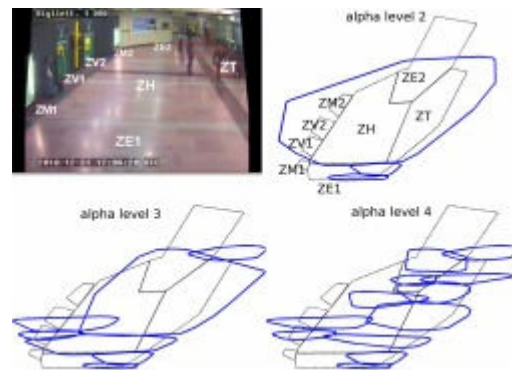 alpha level 2
ZM2
ZE2
ZV2
ZV1
ZT
ZH
ZM1
ZE1
ZE2
ZM2
ZH
ZT
ZV2
ZV1
ZM1
ZE1
alpha level 3
alpha level 4